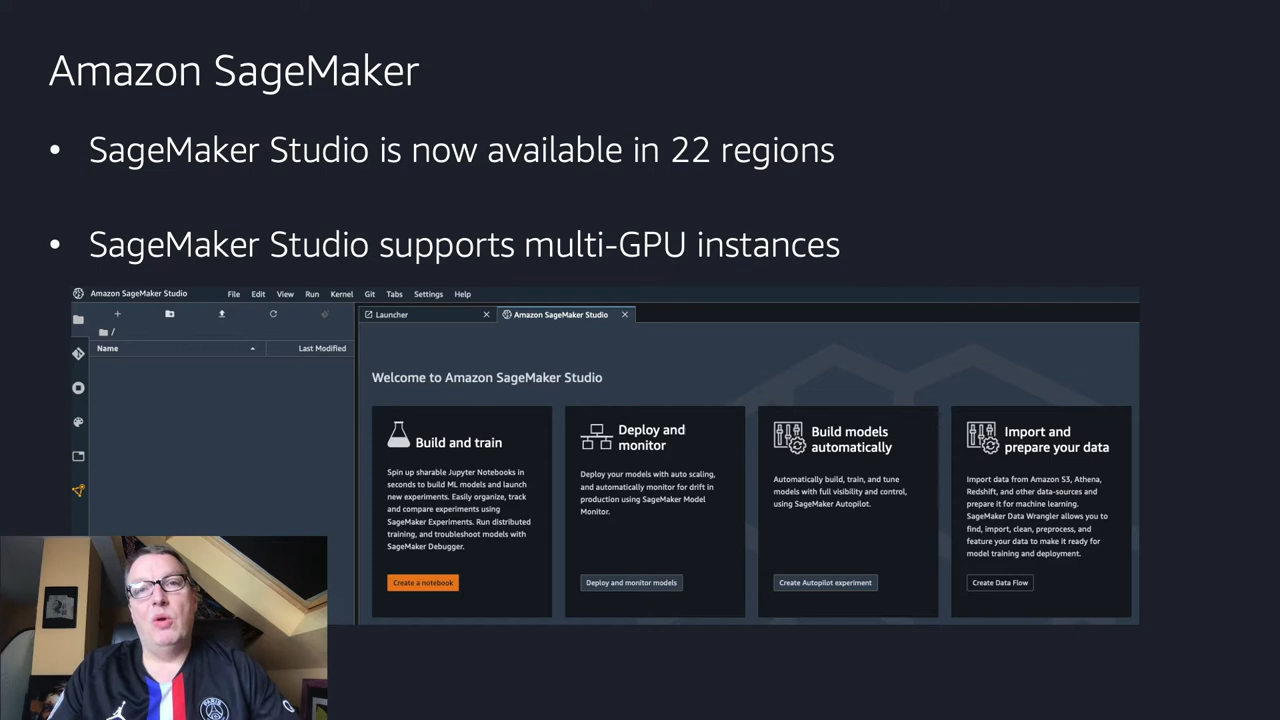 Amazon SageMaker
• SageMaker Studio is now available in 22 regions
• SageMaker Studio supports multi-GPU instances
Amazon SageMaker Studio File Edit View Run Kernel Git Tabs Settings Help
Launcher
Amazon SageMaker Studio
/
Name Last Modified
Welcome to Amazon SageMaker Studio
Build and train
Spin up sharable Jupyter Notebooks in
seconds to build ML models and launch
new experiments. Easily organize, track
and compare experiments using
SageMaker Experiments. Run distributed
training, and troubleshoot models with
SageMaker Debugger.
Create a notebook
Deploy and
monitor
Deploy your models with auto scaling,
and automatically monitor for drift in
production using SageMaker Model
Monitor.
Deploy and monitor models
Build models
automatically
Automatically build, train, and tune
models with full visibility and control,
using SageMaker Autopilot.
Create Autopilot experiment
Import and
prepare your data
Import data from Amazon S3, Athena,
Redshift, and other data-sources and
prepare it for machine learning.
SageMaker Data Wrangler allows you to
find, import, clean, preprocess, and
feature your data to make it ready for
model training and deployment.
Create Data Flow
PARIS